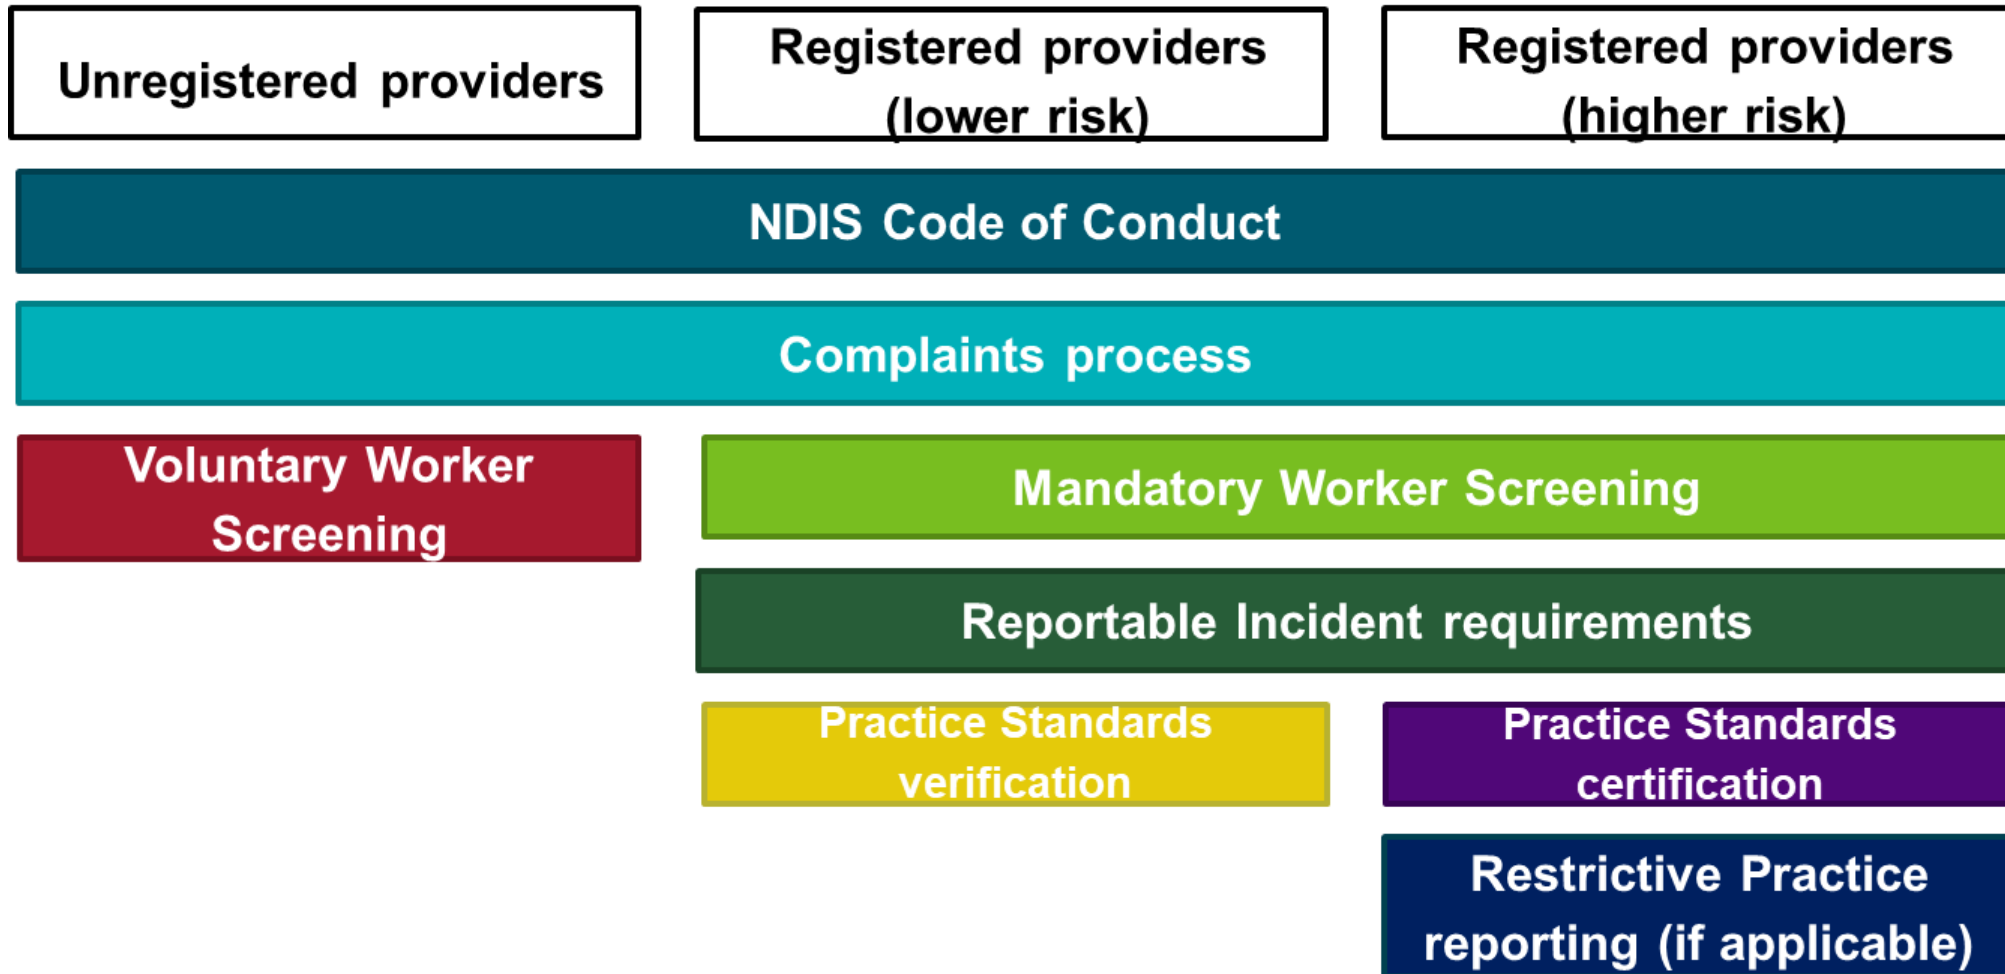 Unregistered providers
Registered providers
(lower risk)
Registered providers
(higher risk)
NDIS Code of Conduct
Complaints process
Voluntary Worker
Screening
Mandatory Worker Screening
Reportable Incident requirements
Practice Standards
verification
Practice Standards
certification
Restrictive Practice
reporting (if applicable)